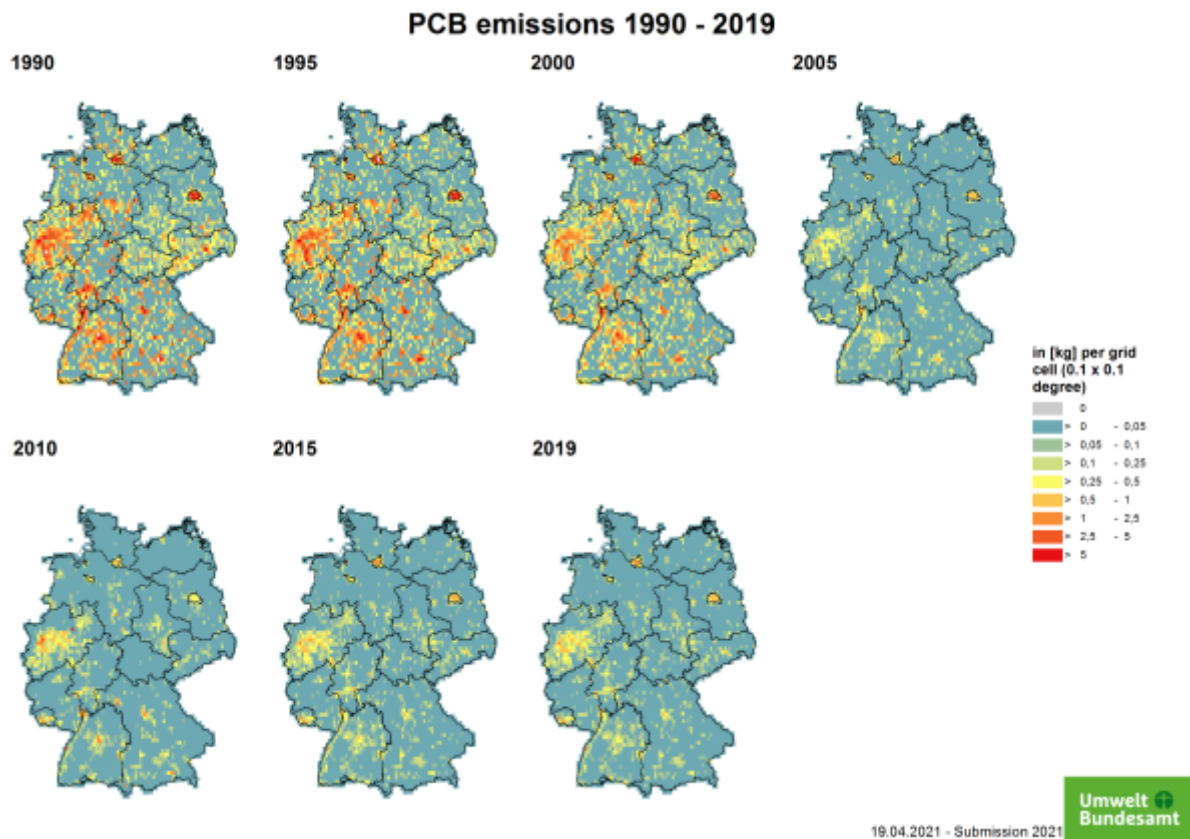 PCB emissions 1990 - 2019
1990
1995
2000
2005
2010
2015
2019
in [kg] per grid
cell (0.1 x 0.1
degree)
0
> 0 - 0,05
> 0,05 - 0,1
> 0,1 - 0,25
> 0,25 - 0,5
> 0,5 - 1
> 1 - 2,5
> 2,5 - 5
> 5
Umwelt
Bundesamt
19.04.2021 - Submission 2021